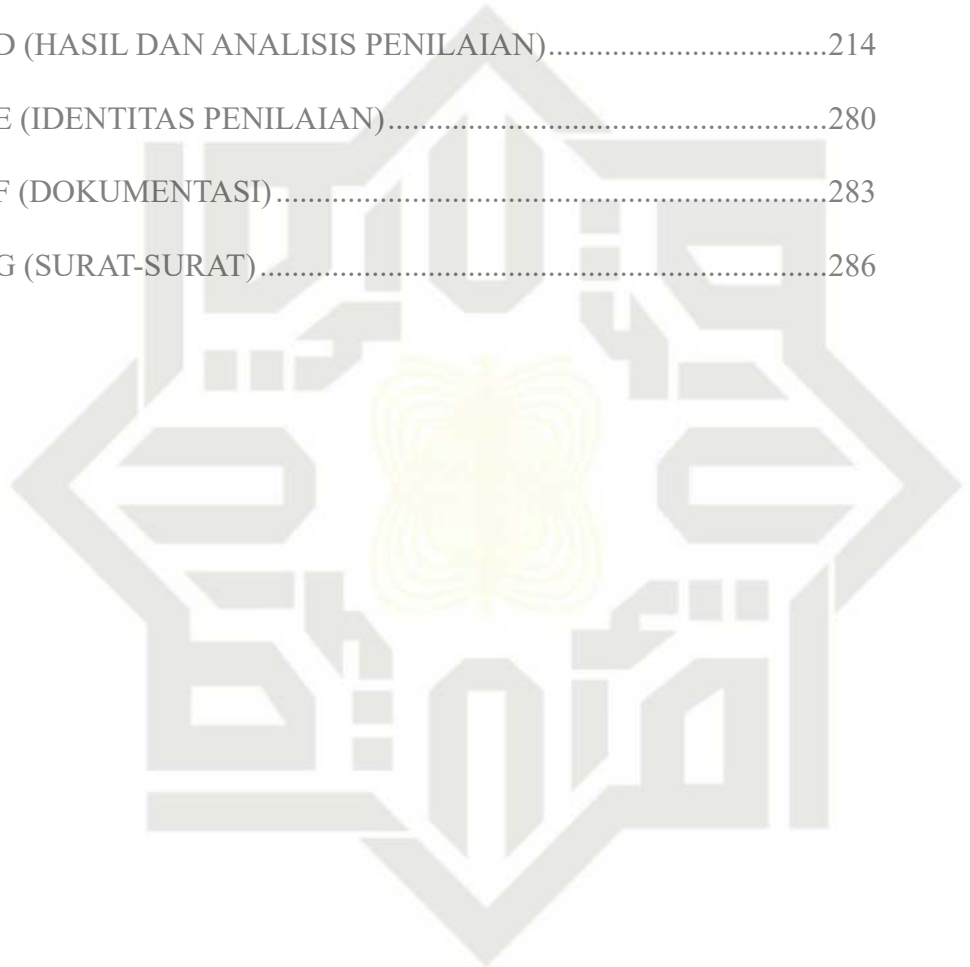 D (HASIL DAN ANALISIS PENILAIAN)..............................214
E (IDENTITAS PENILAIAN)................................................280
F (DOKUMENTASI)............................................................283
G (SURAT-SURAT)..............................................................286